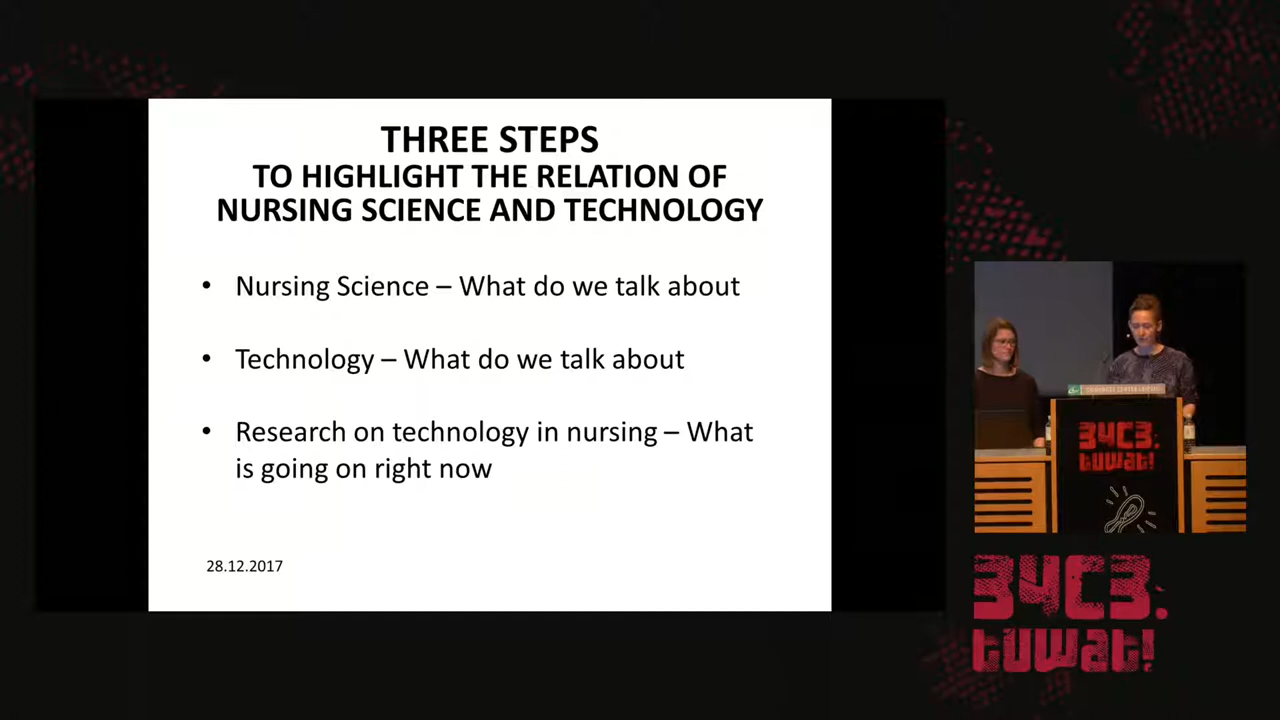 THREE STEPS
TO HIGHLIGHT THE RELATION OF
NURSING SCIENCE AND TECHNOLOGY
• Nursing Science – What do we talk about
• Technology – What do we talk about
• Research on technology in nursing – What
is going on right now
28.12.2017
34C3.
tuwat!
34C3.
tuwat!